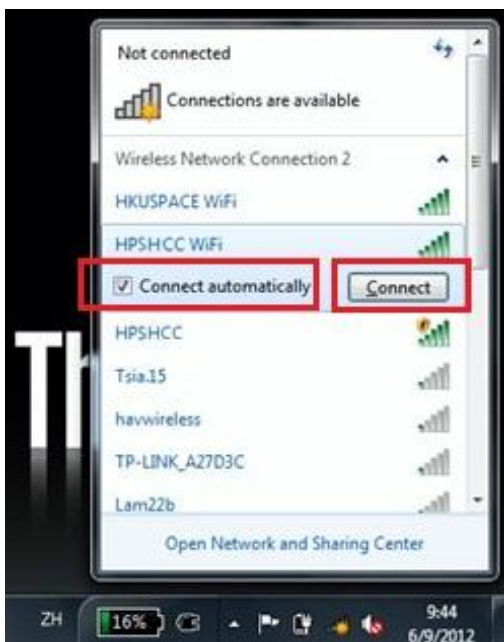 Not connected
Connections are available
Wireless Network Connection 2
HKUSPACE WiFi
HPSHCC WiFi
Connect automatically Connect
HPSHCC
Tsia.15
havwireless
TP-LINK_A27D3C
Lam22b
Open Network and Sharing Center
Th
ZH 16% 9:44
6/9/2012